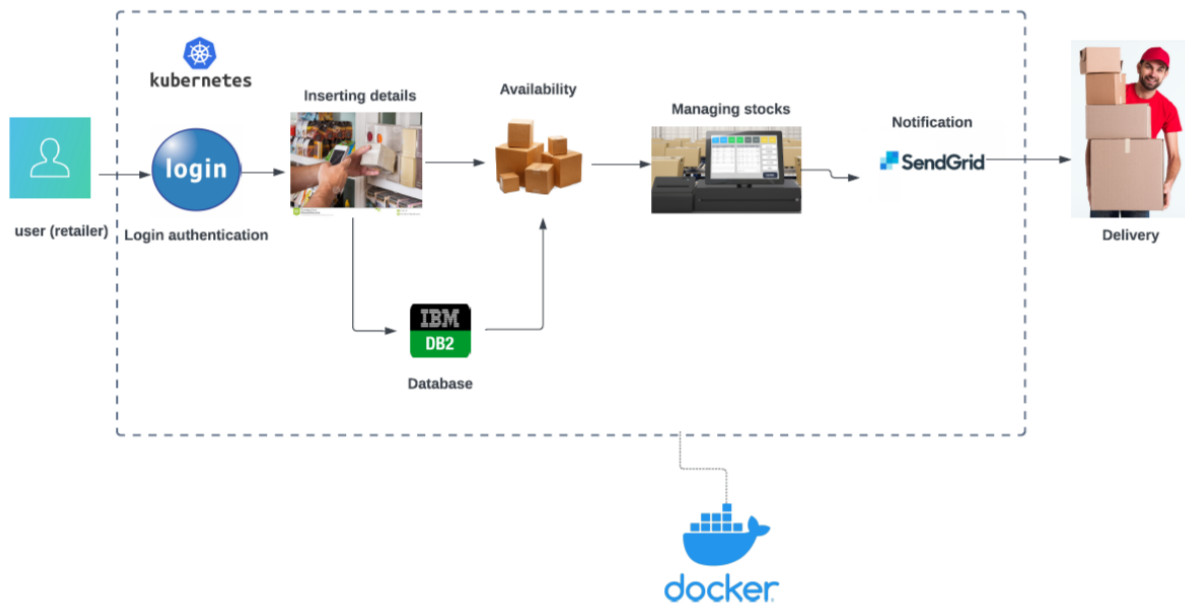 kubernetes
Inserting details
Availability
Managing stocks
Notification
login
SendGrid
user (retailer)
Login authentication
Delivery
IBM
DB2
Database
docker